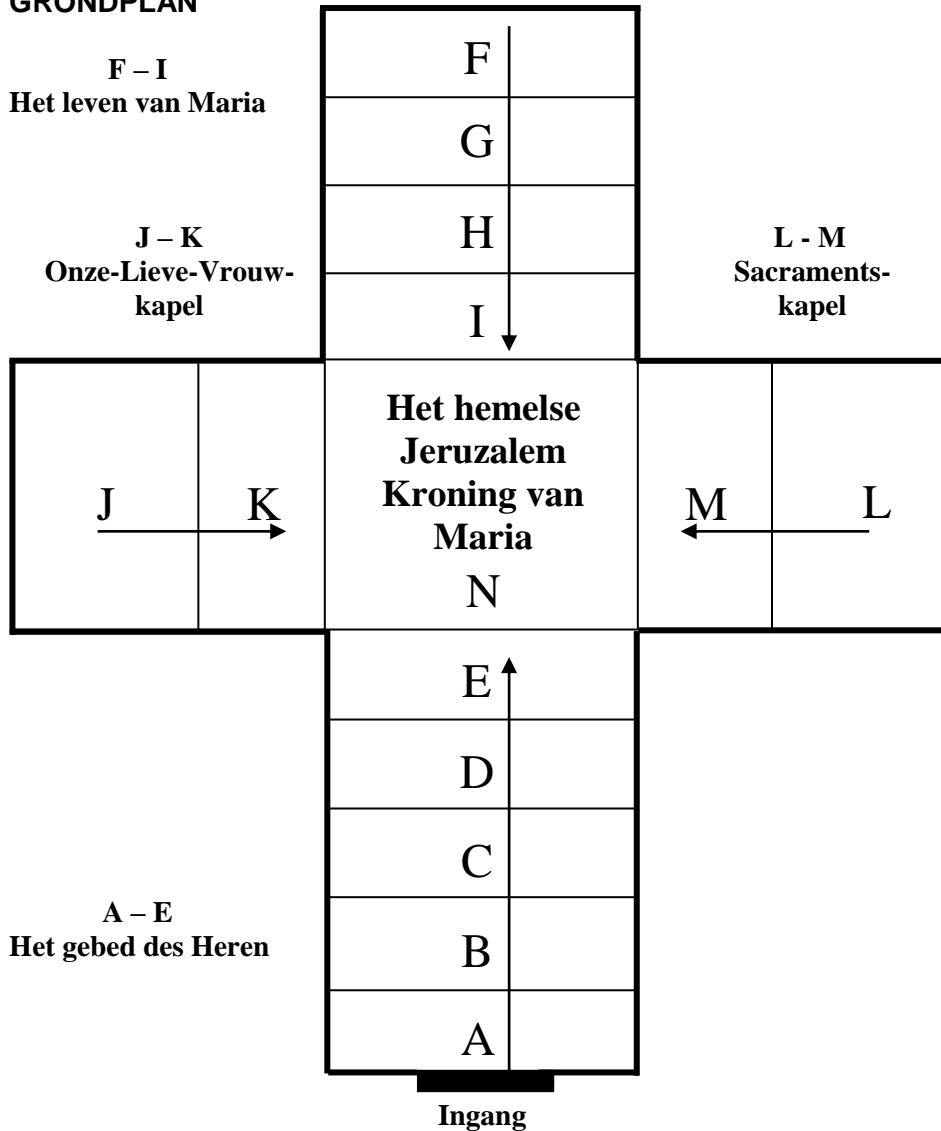 GRONDPLAN
F – I
Het leven van Maria
F
G
H
I
J – K
Onze-Lieve-Vrouw-
kapel
L - M
Sacraments-
kapel
Het hemelse
Jeruzalem
Kroning van
Maria
N
J
K
M
L
E
D
C
B
A
A – E
Het gebed des Heren
Ingang